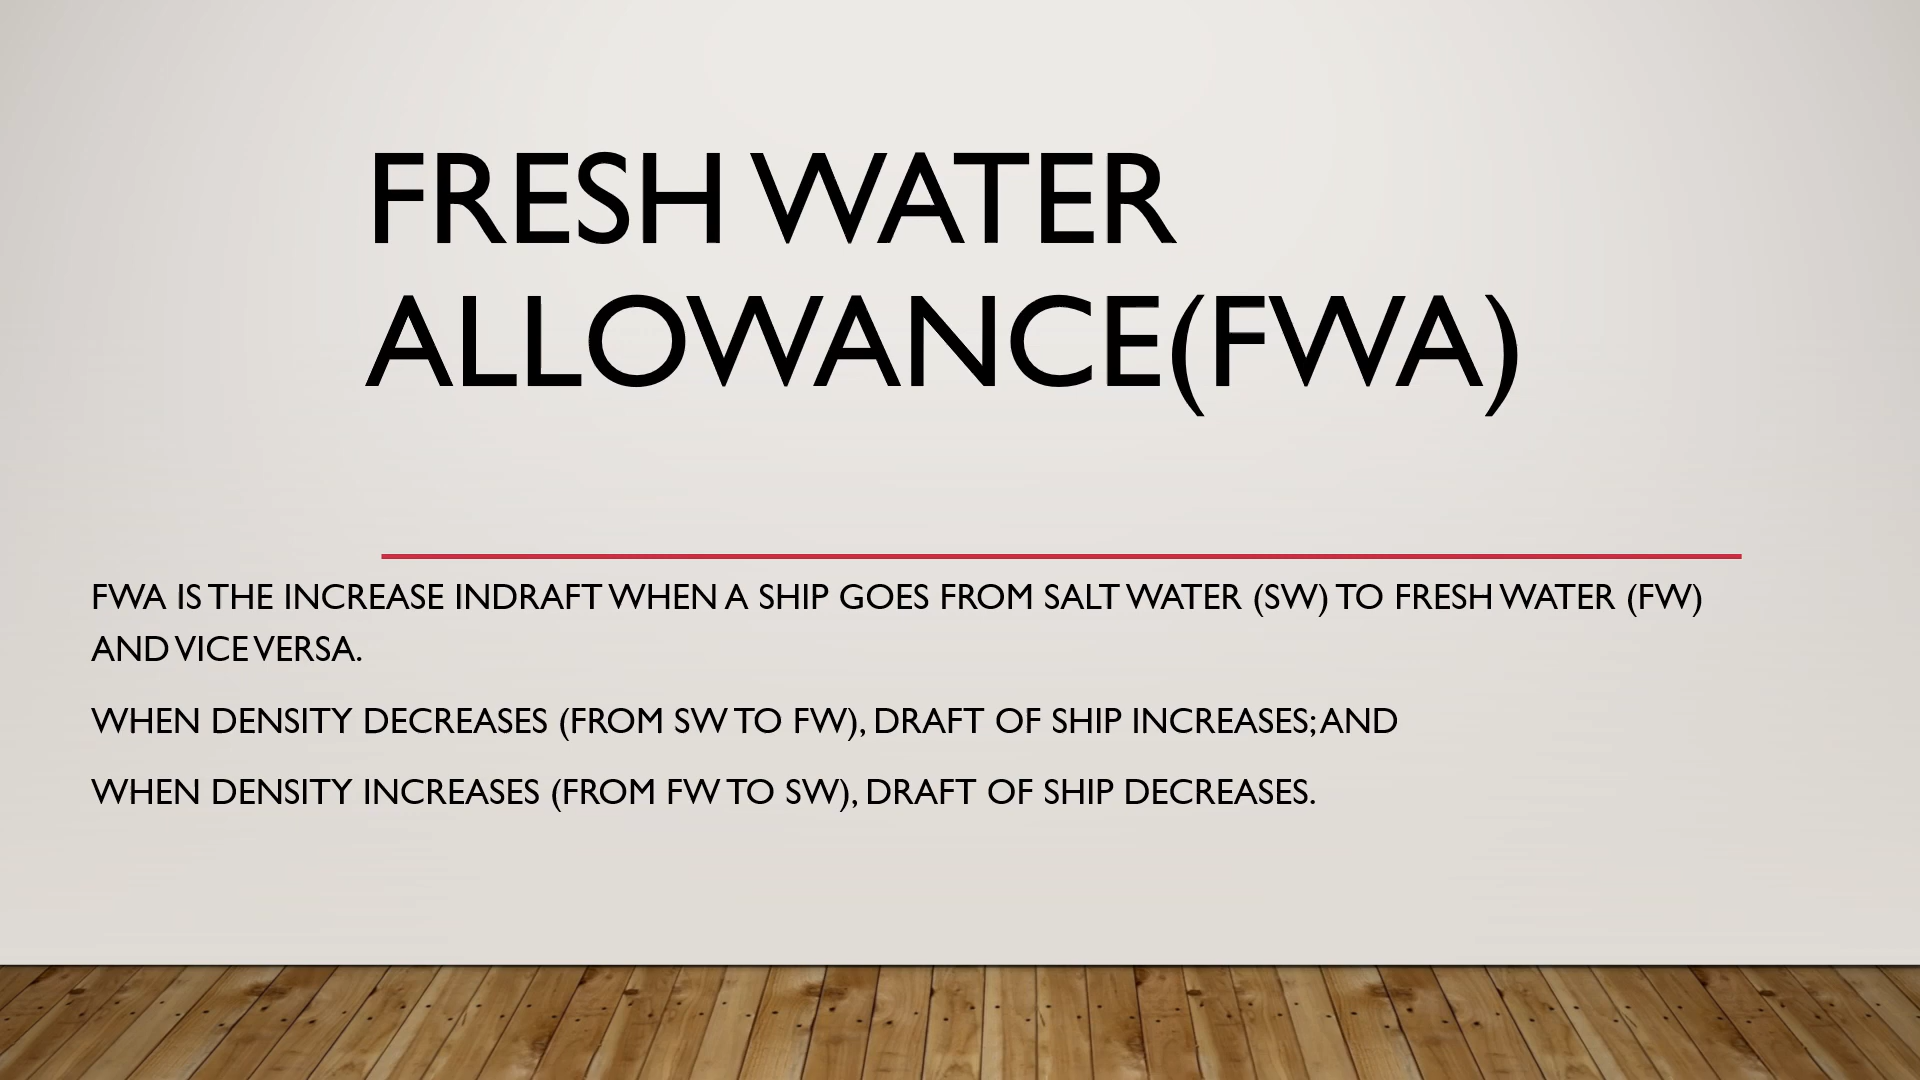 FRESH WATER
ALLOWANCE(FWA)
FWA IS THE INCREASE INDRAFT WHEN A SHIP GOES FROM SALT WATER (SW) TO FRESH WATER (FW)
AND VICE VERSA.
WHEN DENSITY DECREASES (FROM SW TO FW), DRAFT OF SHIP INCREASES; AND
WHEN DENSITY INCREASES (FROM FW TO SW), DRAFT OF SHIP DECREASES.